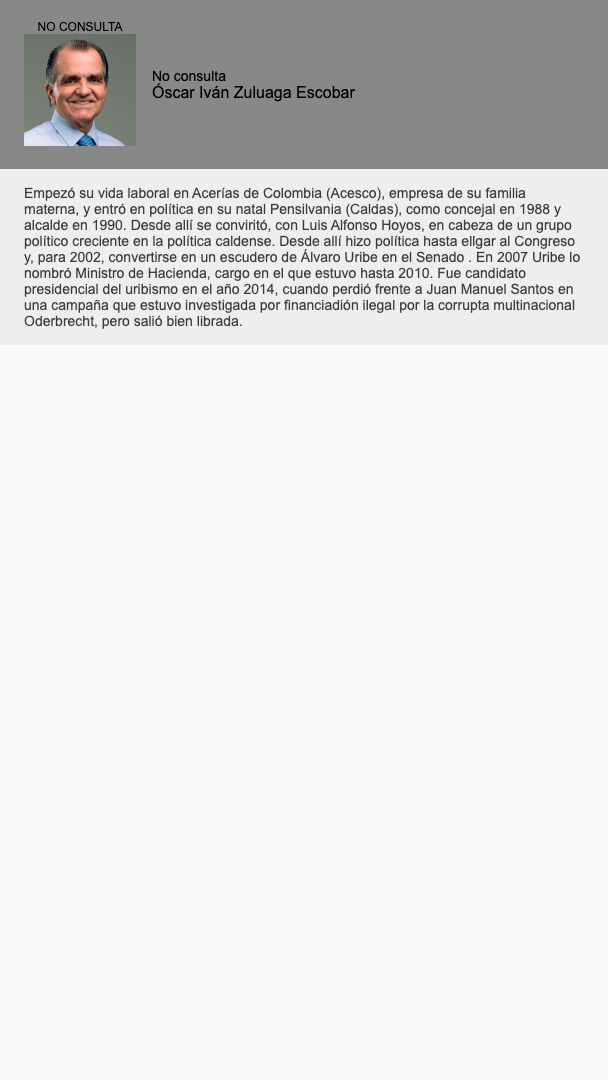 NO CONSULTA
No consulta
Óscar Iván Zuluaga Escobar
Empezó su vida laboral en Acerías de Colombia (Acesco), empresa de su familia
materna, y entró en política en su natal Pensilvania (Caldas), como concejal en 1988 y
alcalde en 1990. Desde allí se conviritó, con Luis Alfonso Hoyos, en cabeza de un grupo
político creciente en la política caldense. Desde allí hizo política hasta ellgar al Congreso
y, para 2002, convertirse en un escudero de Álvaro Uribe en el Senado . En 2007 Uribe lo
nombró Ministro de Hacienda, cargo en el que estuvo hasta 2010. Fue candidato
presidencial del uribismo en el año 2014, cuando perdió frente a Juan Manuel Santos en
una campaña que estuvo investigada por financiadión ilegal por la corrupta multinacional
Oderbrecht, pero salió bien librada.